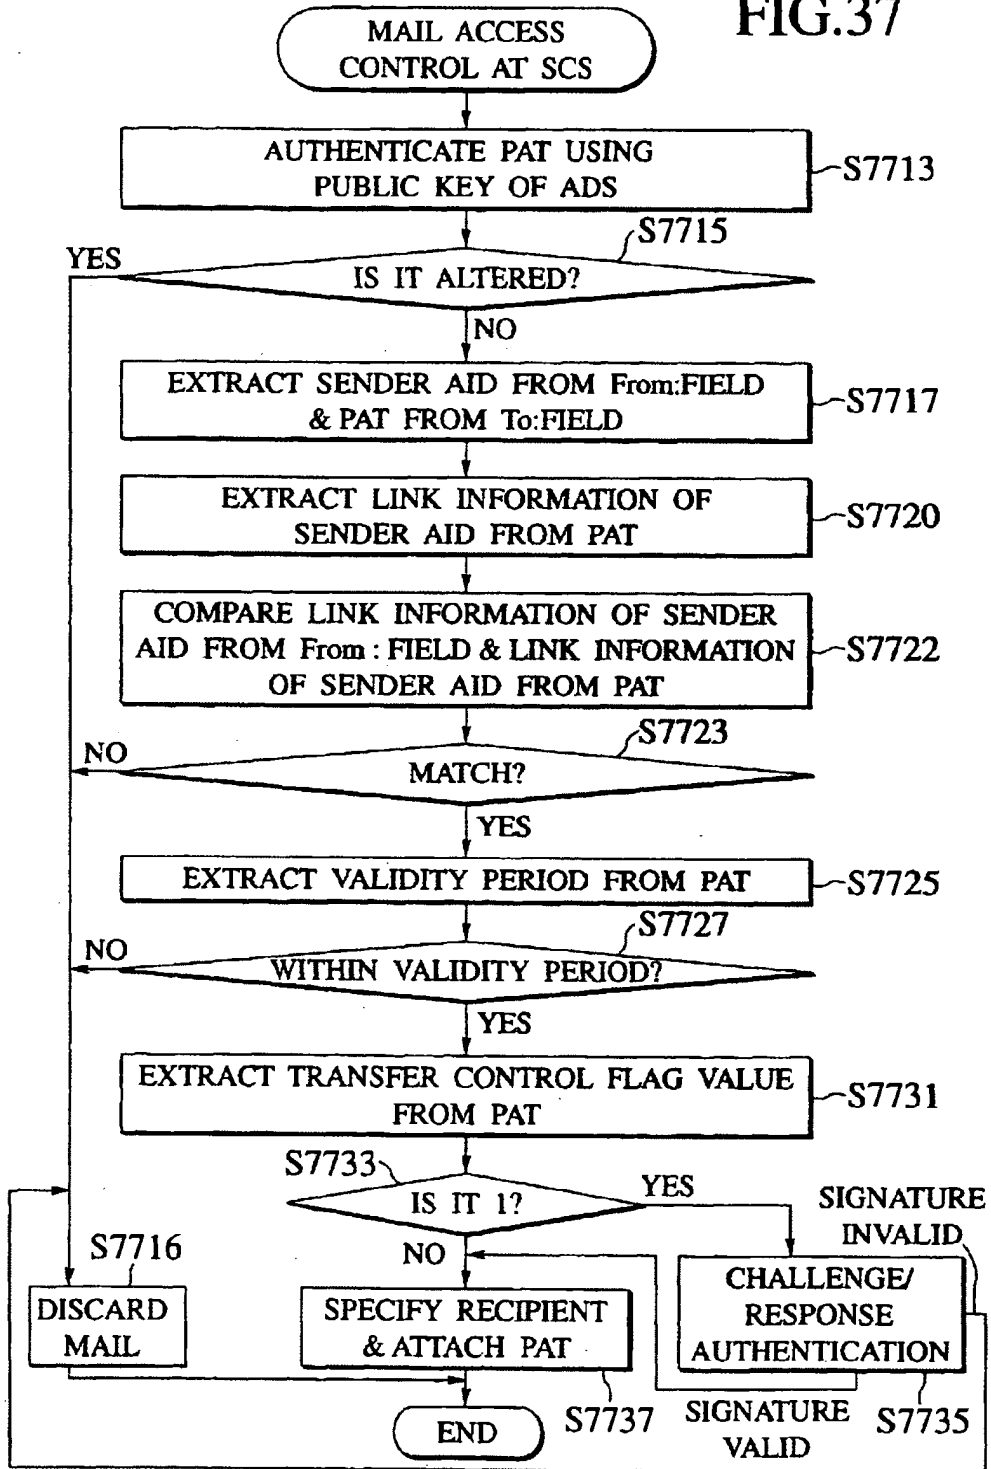 FIG.37
MAIL ACCESS
CONTROL AT SCS
AUTHENTICATE PAT USING
PUBLIC KEY OF ADS
S7713
S7715
YES
IS IT ALTERED?
NO
EXTRACT SENDER AID FROM From:FIELD
& PAT FROM To:FIELD
S7717
EXTRACT LINK INFORMATION OF
SENDER AID FROM PAT
S7720
COMPARE LINK INFORMATION OF SENDER
AID FROM From : FIELD & LINK INFORMATION
OF SENDER AID FROM PAT
S7722
S7723
NO
MATCH?
YES
EXTRACT VALIDITY PERIOD FROM PAT
S7725
S7727
NO
WITHIN VALIDITY PERIOD?
YES
EXTRACT TRANSFER CONTROL FLAG VALUE
FROM PAT
S7731
S7733
IS IT 1?
YES
NO
SIGNATURE
INVALID
S7716
DISCARD
MAIL
SPECIFY RECIPIENT
& ATTACH PAT
CHALLENGE/
RESPONSE
AUTHENTICATION
S7737
SIGNATURE
VALID
S7735
END